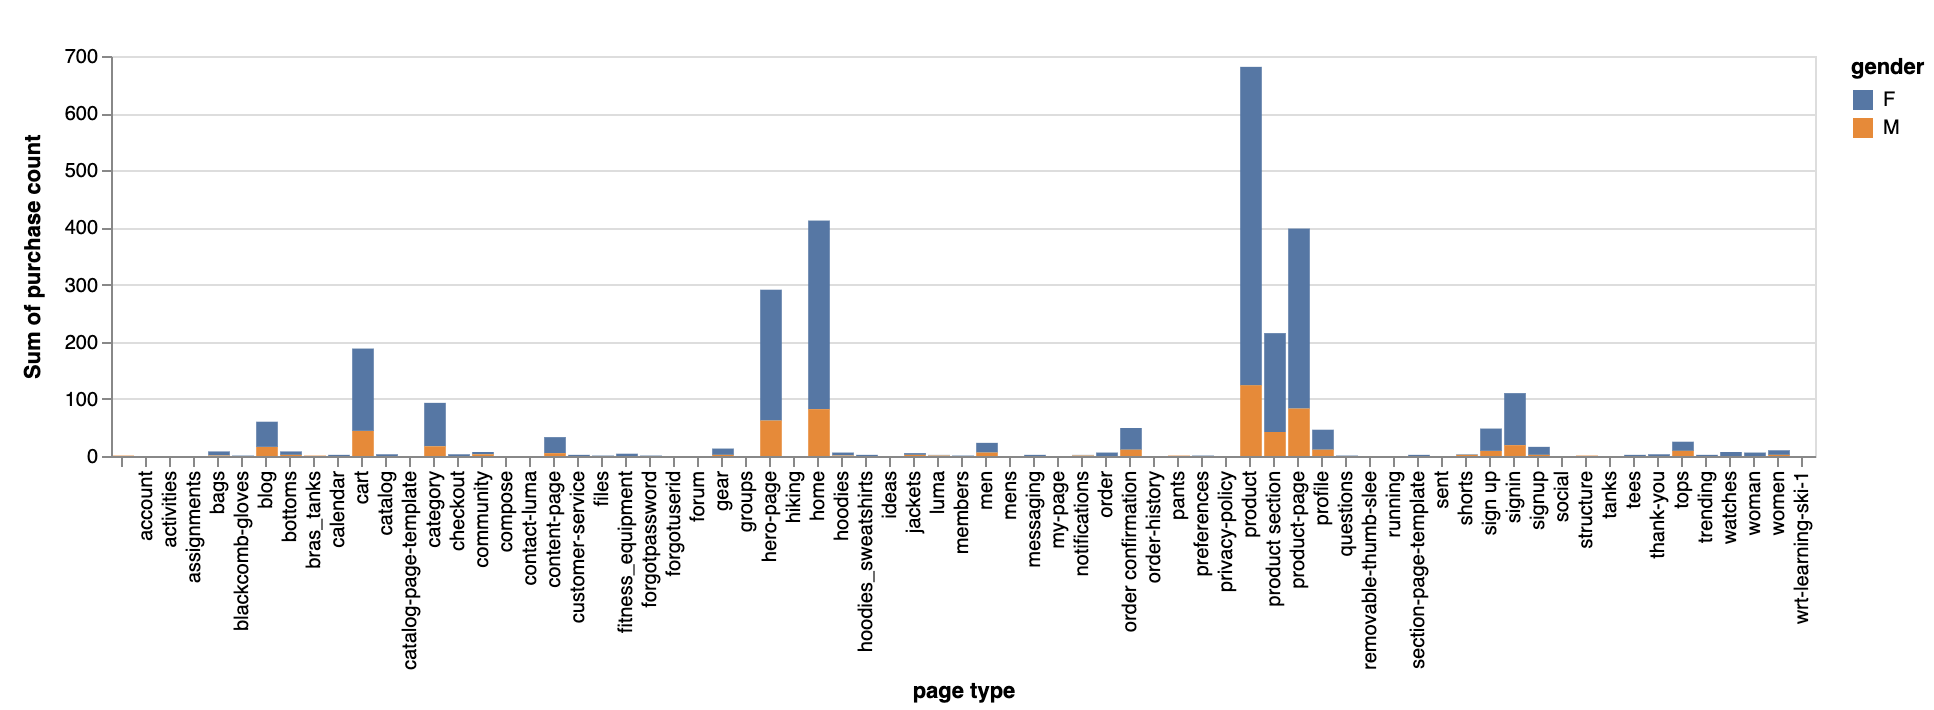 700
600
500
400
300
200
100
0
Sum of purchase count
gender
F
M
account
activities
assignments
bags
blackcomb-gloves
blog
bottoms
bras_tanks
calendar
cart
catalog
catalog-page-template
category
checkout
community
compose
contact-luma
content-page
customer-service
files
fitness_equipment
forgotpassword
forgotuserid
forum
gear
groups
hero-page
hiking
home
hoodies
hoodies_sweatshirts
ideas
jackets
luma
members
men
mens
messaging
my-page
notifications
order
order confirmation
order-history
pants
preferences
privacy-policy
product
product section
product-page
profile
questions
removable-thumb-slee
running
section-page-template
sent
shorts
sign up
signin
signup
social
structure
tanks
tees
thank-you
tops
trending
watches
woman
women
wrt-learning-ski-1
page type